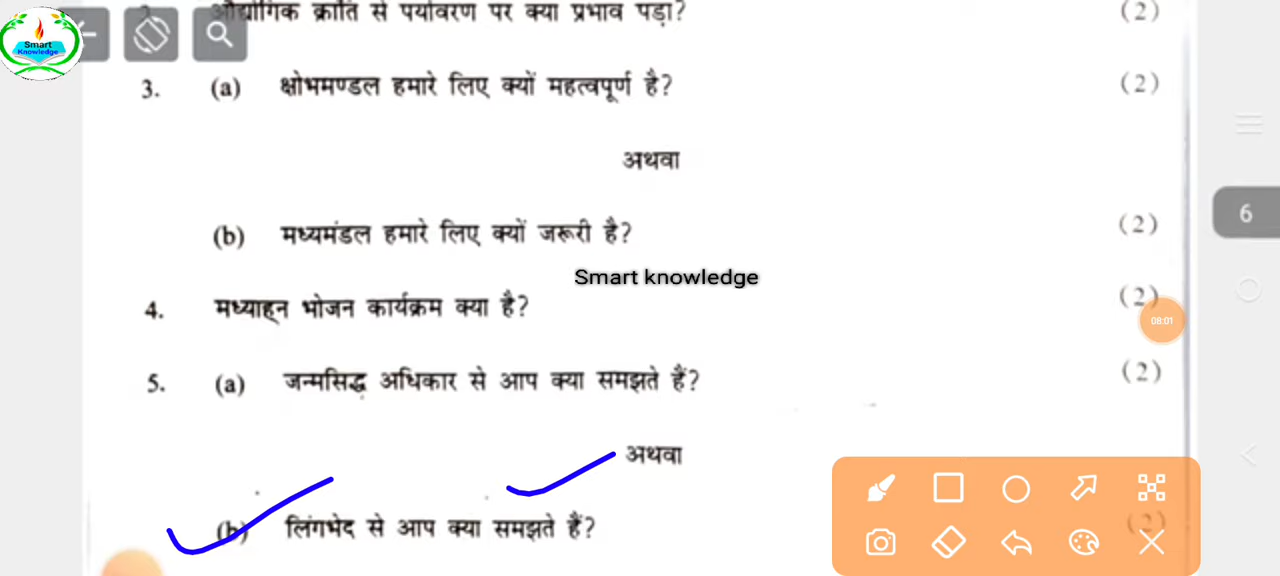 औद्योगिक क्रांति से पर्यावरण पर क्या प्रभाव पड़ा? (2)
Smart
Knowledge
3. (a) क्षोभमण्डल हमारे लिए क्यों महत्वपूर्ण है? (2)
अथवा
(b) मध्यमंडल हमारे लिए क्यों जरूरी है? (2)
6
Smart knowledge
4. मध्याह्न भोजन कार्यक्रम क्या है? (2)
08:01
5. (a) जन्मसिद्ध अधिकार से आप क्या समझते हैं? (2)
अथवा
(b) लिंगभेद से आप क्या समझते हैं? (2)